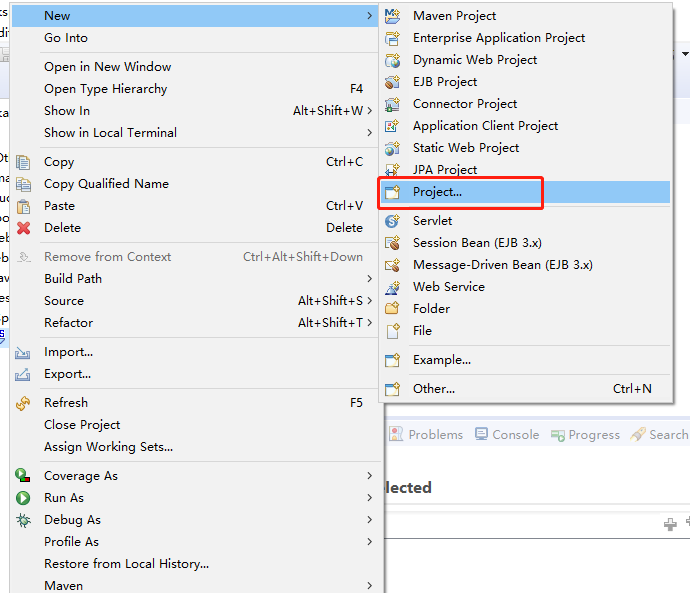 New
Go Into
Open in New Window
Open Type Hierarchy F4
Show In Alt+Shift+W
Show in Local Terminal
Copy Ctrl+C
Copy Qualified Name
Paste Ctrl+V
Delete Delete
Remove from Context Ctrl+Alt+Shift+Down
Build Path
Source Alt+Shift+S
Refactor Alt+Shift+T
Import...
Export...
Refresh F5
Close Project
Assign Working Sets...
Coverage As
Run As
Debug As
Profile As
Restore from Local History...
Maven
Maven Project
Enterprise Application Project
Dynamic Web Project
EJB Project
Connector Project
Application Client Project
Static Web Project
JPA Project
Project...
Servlet
Session Bean (EJB 3.x)
Message-Driven Bean (EJB 3.x)
Web Service
Folder
File
Example...
Other... Ctrl+N
Problems Console Progress Search
lected